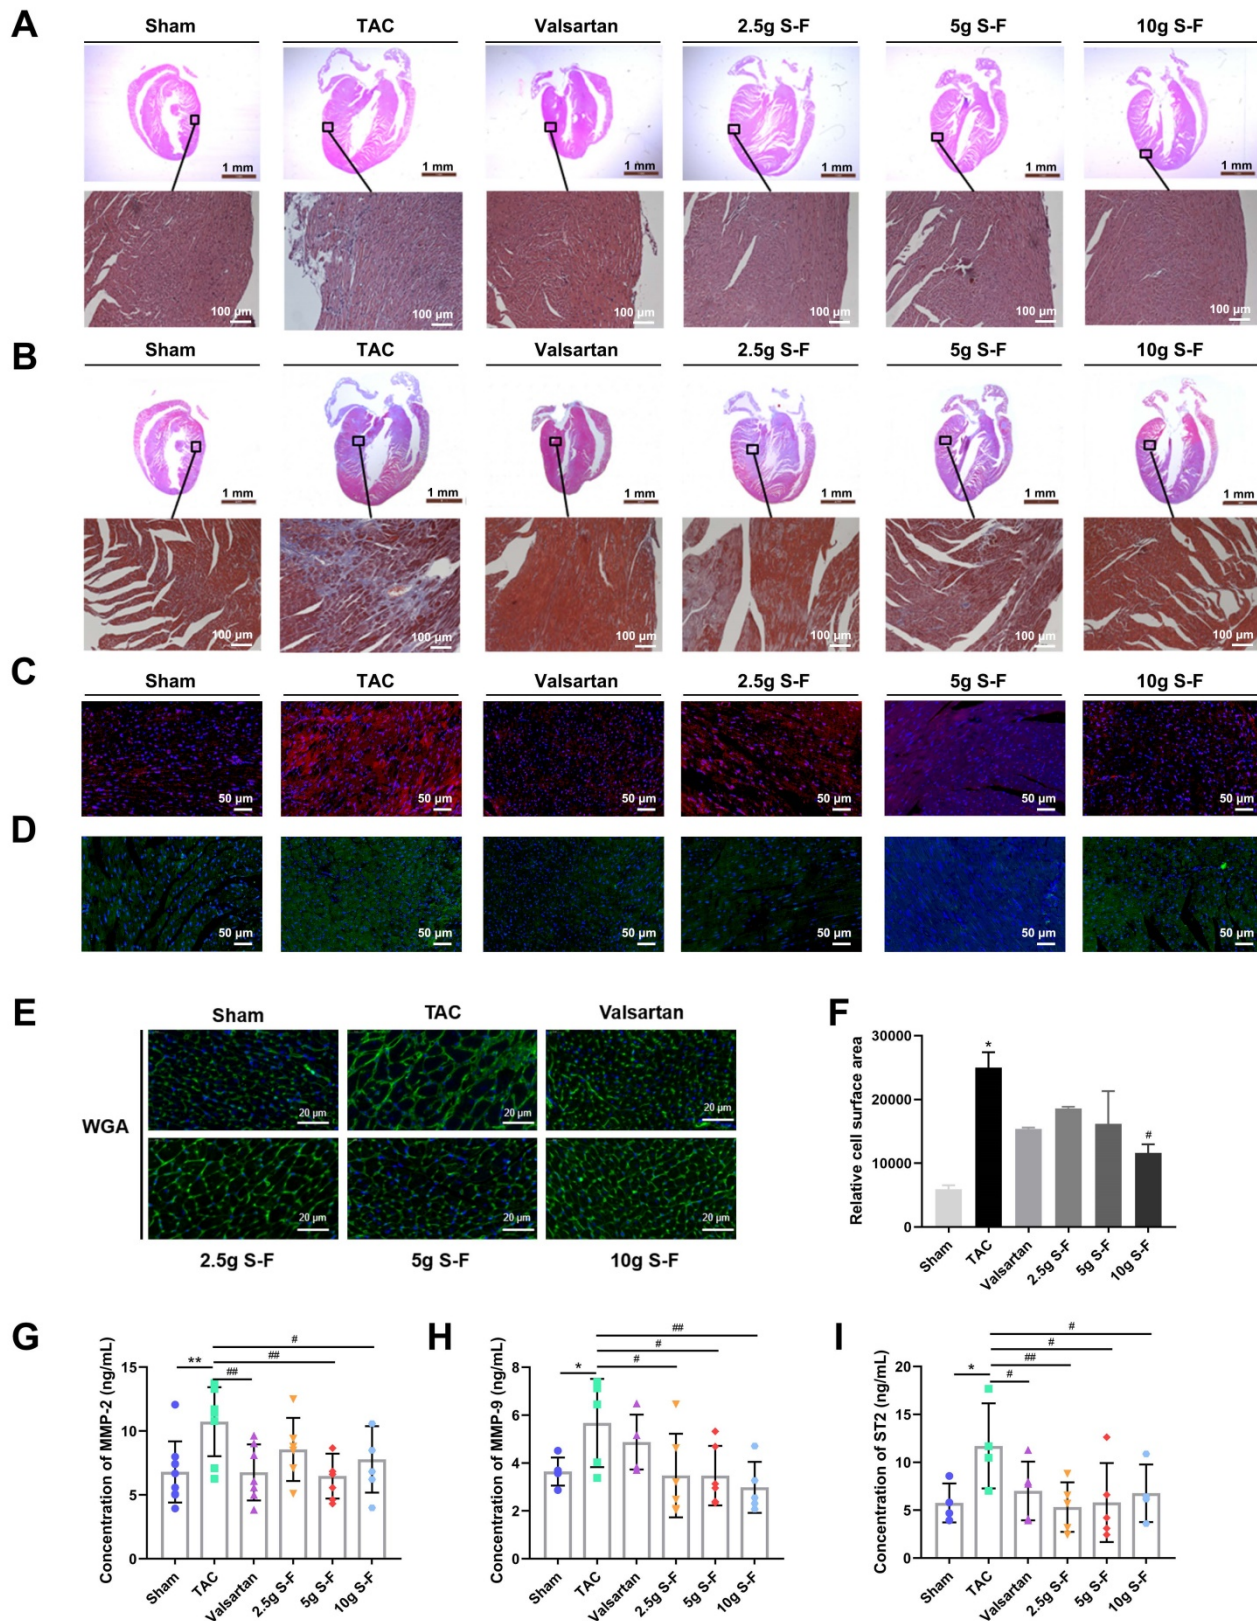 A
Sham TAC Valsartan 2.5g S-F 5g S-F 10g S-F
1 mm 1 mm 1 mm 1 mm 1 mm 1 mm
100 µm 100 µm 100 µm 100 µm 100 µm 100 µm
B
Sham TAC Valsartan 2.5g S-F 5g S-F 10g S-F
1 mm 1 mm 1 mm 1 mm 1 mm 1 mm
100 µm 100 µm 100 µm 100 µm 100 µm 100 µm
C
Sham TAC Valsartan 2.5g S-F 5g S-F 10g S-F
50 µm 50 µm 50 µm 50 µm 50 µm 50 µm
D
50 µm 50 µm 50 µm 50 µm 50 µm 50 µm
E
Sham TAC Valsartan
20 µm 20 µm 20 µm
WGA
20 µm 20 µm 20 µm
2.5g S-F 5g S-F 10g S-F
F
Relative cell surface area
30000
20000
10000
0
*
#
Sham TAC Valsartan 2.5g S-F 5g S-F 10g S-F
G
Concentration of MMP-2 (ng/mL)
15
10
5
0
#
##
** ##
Sham TAC Valsartan 2.5g S-F 5g S-F 10g S-F
H
Concentration of MMP-9 (ng/mL)
8
6
4
2
0
##
#
* #
Sham TAC Valsartan 2.5g S-F 5g S-F 10g S-F
I
Concentration of ST2 (ng/mL)
20
15
10
5
0
#
#
##
* #
Sham TAC Valsartan 2.5g S-F 5g S-F 10g S-F